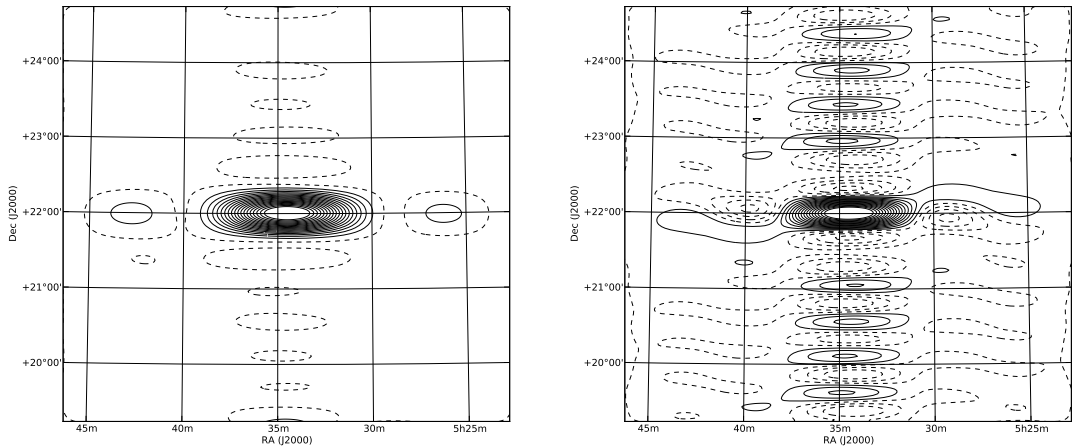 +24°00'
+23°00'
+22°00'
+21°00'
+20°00'
Dec (J2000)
45m
40m
35m
30m
5h25m
RA (J2000)
+24°00'
+23°00'
+22°00'
+21°00'
+20°00'
Dec (J2000)
45m
40m
35m
30m
5h25m
RA (J2000)